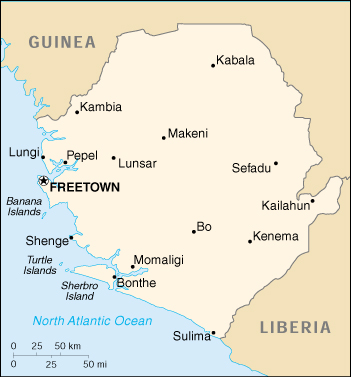 GUINEA
Kabala
Kambia
Makeni
Lungi
Pepel
Lunsar
Sefadu
FREETOWN
Kailahun
Banana
Islands
Bo
Shenge
Kenema
Turtle
Islands
Momaligi
Sherbro
Island
Bonthe
North Atlantic Ocean
Sulima
LIBERIA
0 25 50 km
0 25 50 mi